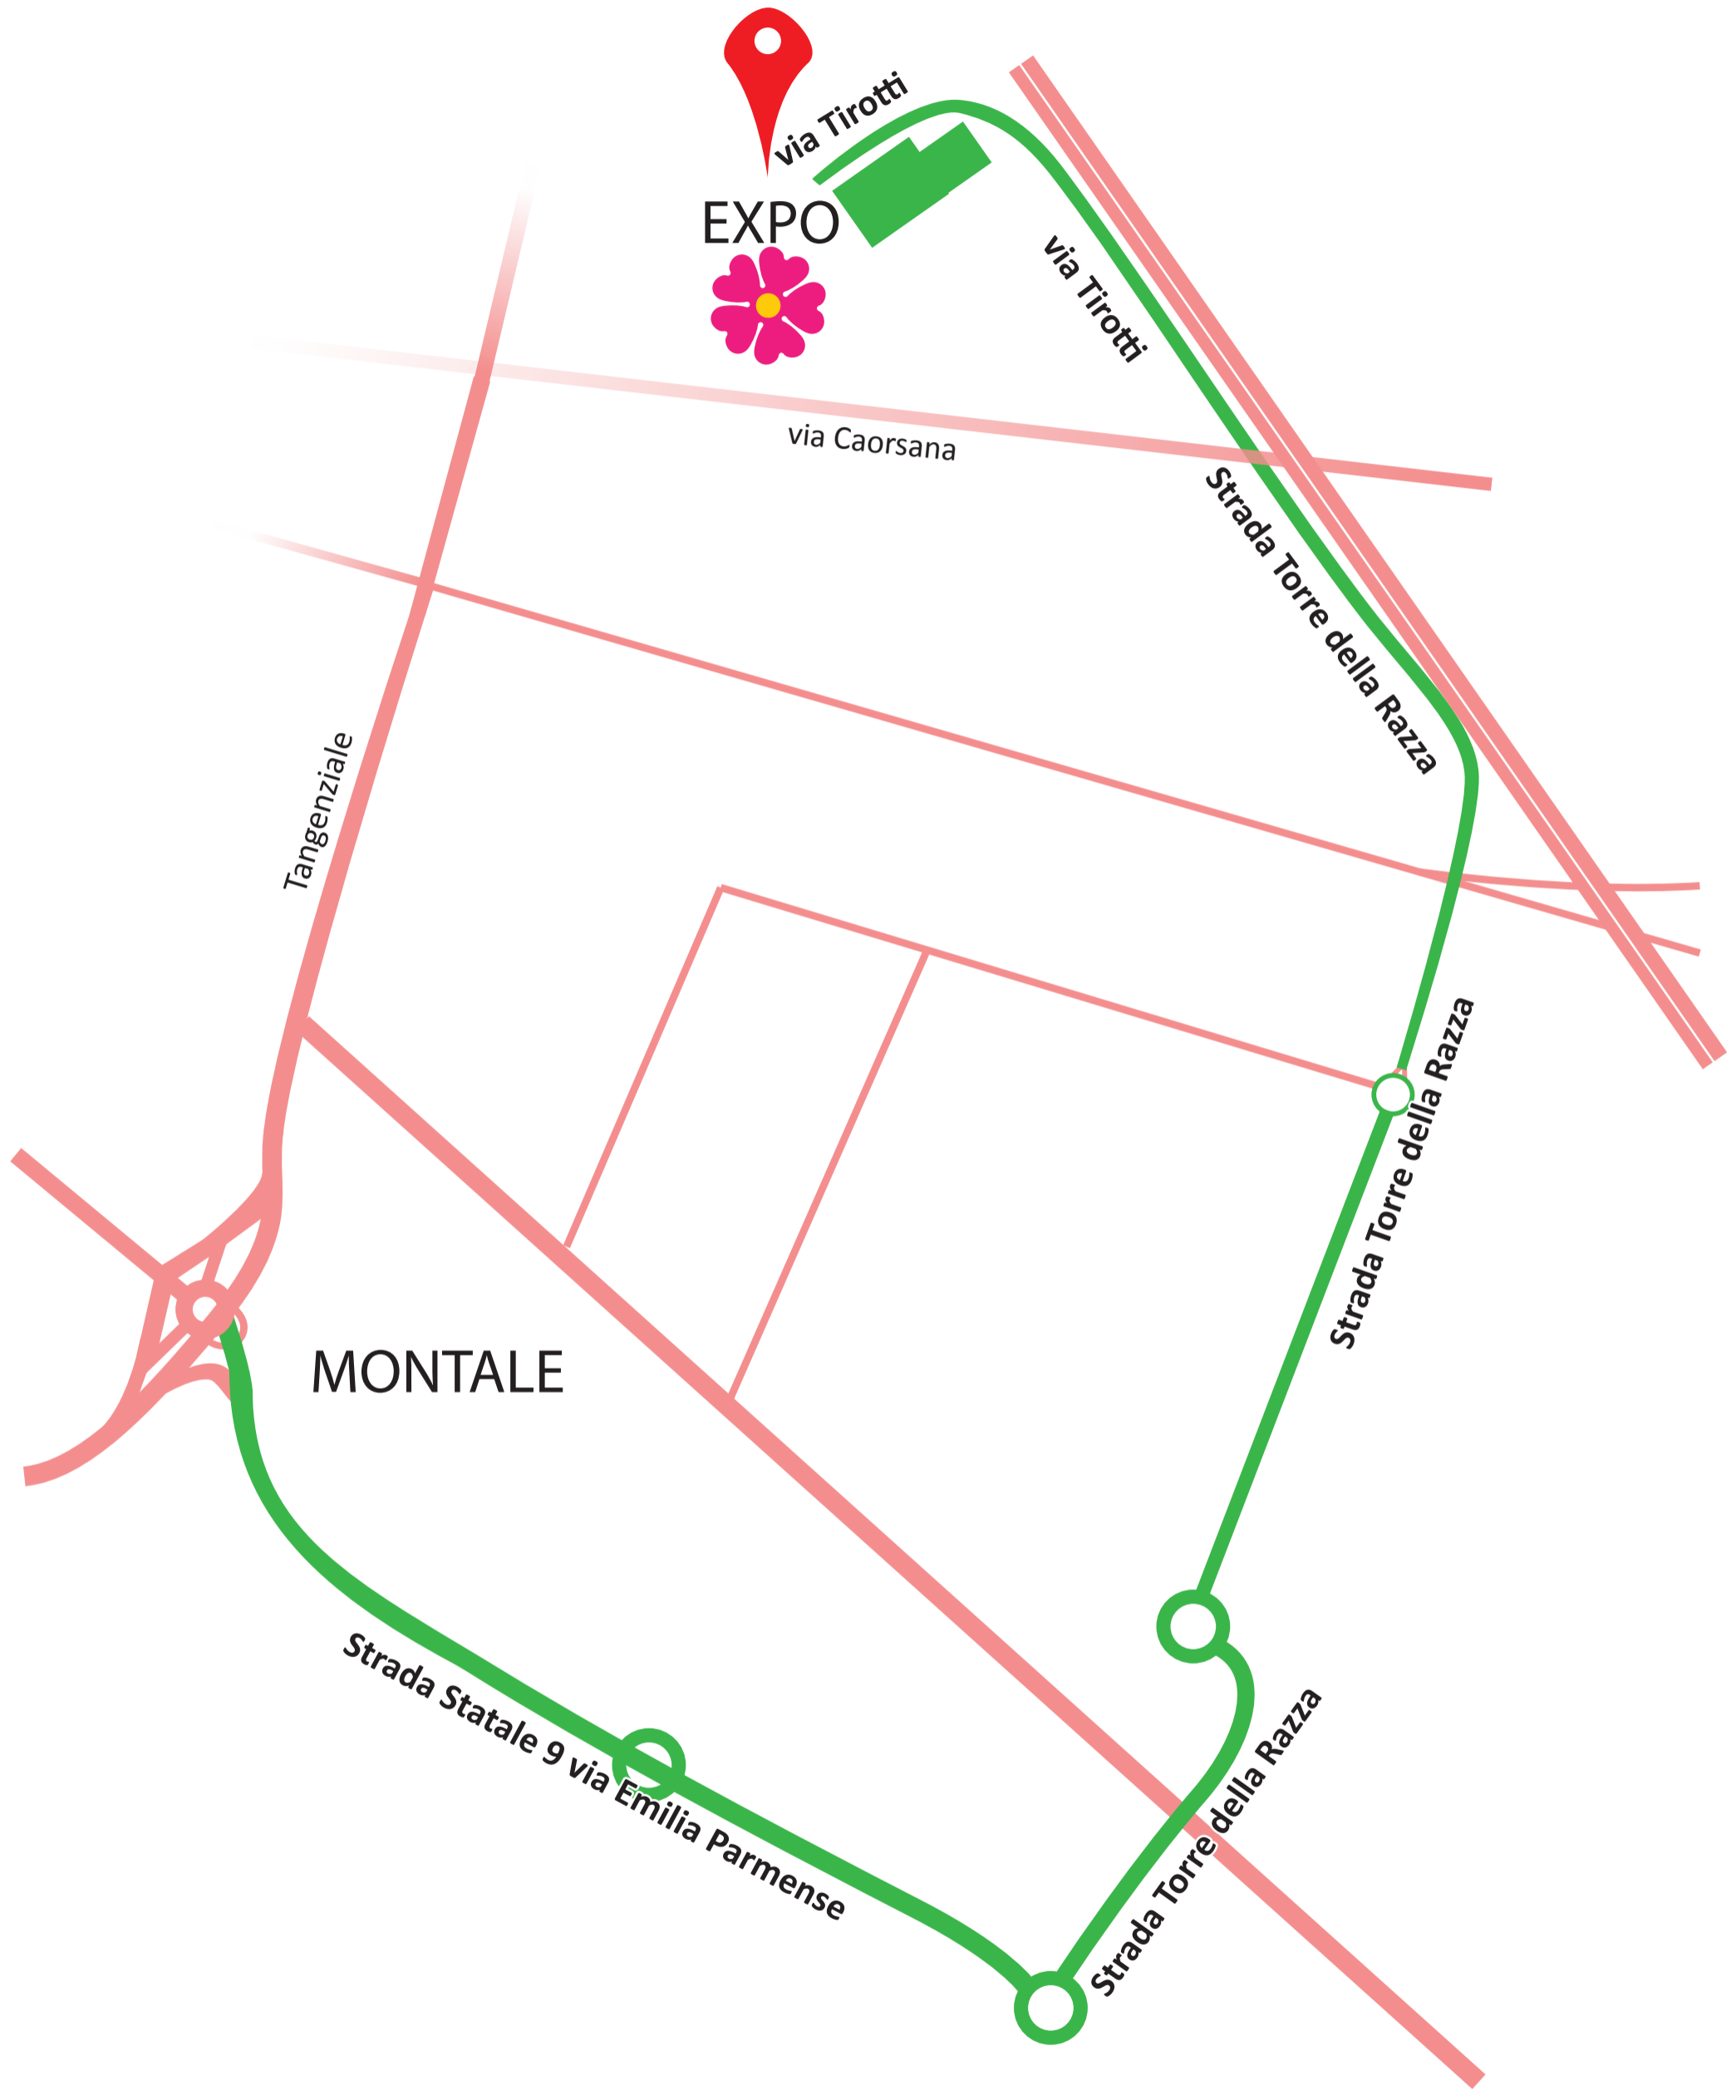 via Tirotti
EXPO
via Tirotti
via Caorsana
Strada Torre della Razza
Tangenziale
Strada Torre della Razza
MONTALE
Strada Statale 9 via Emilia Parmense
Strada Torre della Razza